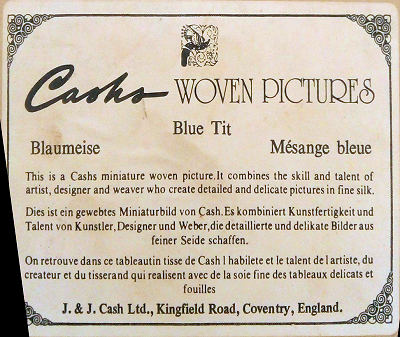 Cashs WOVEN PICTURES
Blue Tit
Blaumeise Mésange bleue
This is a Cashs miniature woven picture.It combines the skill and talent of
artist, designer and weaver who create detailed and delicate pictures in fine silk.
Dies ist ein gewebtes Miniaturbild von Cash.Es kombiniert Kunstfertigkeit und
Talent von Kunstler,Designer und Weber,die detaillierte und delikate Bilder aus
feiner Seide schaffen.
On retrouve dans ce tableautin tisse de Cash l habilete et le talent de l artiste, du
createur et du tisserand qui realisent avec de la soie fine des tableaux delicats et
fouilles
J. & J. Cash Ltd., Kingfield Road, Coventry, England.